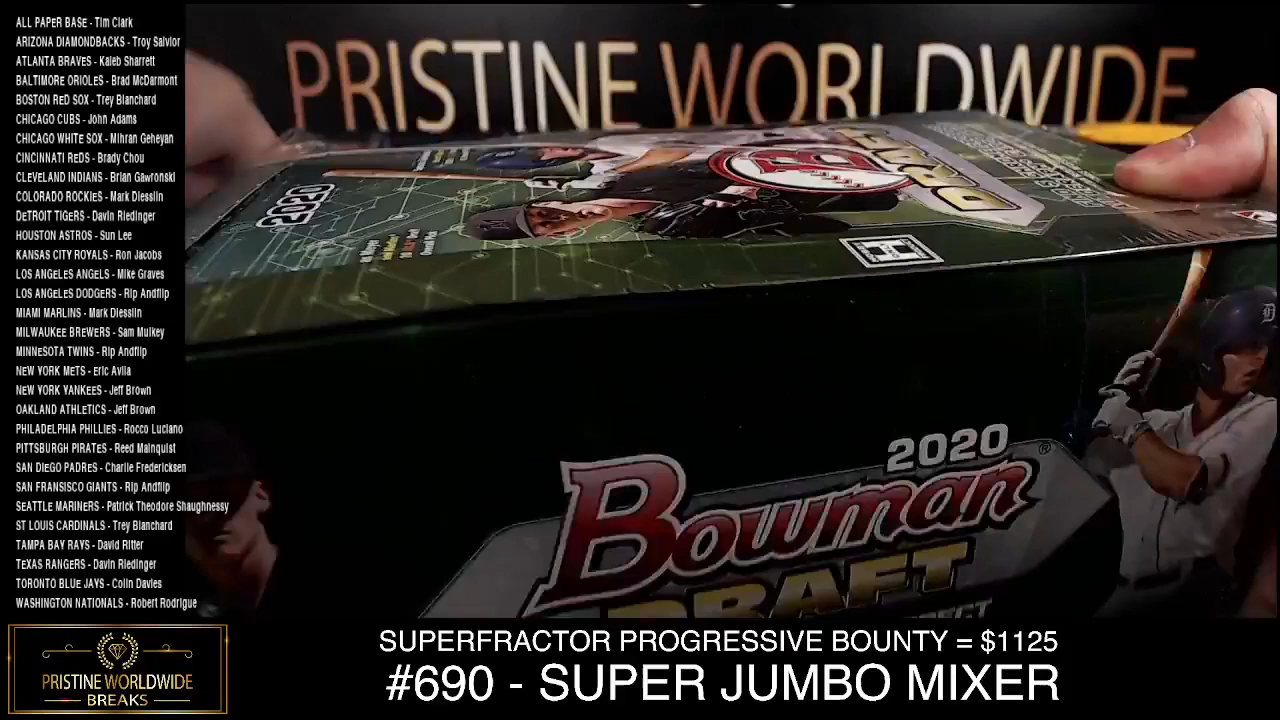 ALL PAPER BASE - Tim Clark
ARIZONA DIAMONDBACKS - Troy Salvior
ATLANTA BRAVES - Kaleb Sharrett
BALTIMORE ORIOLES - Brad McDarmont
BOSTON RED SOX - Trey Blanchard
CHICAGO CUBS - John Adams
CHICAGO WHITE SOX - Mihran Geheyan
CINCINNATI REDS - Brady Chou
CLEVELAND INDIANS - Brian Gawronski
COLORADO ROCKIES - Mark Diesslin
DETROIT TIGERS - Davin Riedinger
HOUSTON ASTROS - Sun Lee
KANSAS CITY ROYALS - Ron Jacobs
LOS ANGELES ANGELS - Mike Graves
LOS ANGELES DODGERS - Rip Andflip
MIAMI MARLINS - Mark Diesslin
MILWAUKEE BREWERS - Sam Mulkey
MINNESOTA TWINS - Rip Andflip
NEW YORK METS - Eric Avila
NEW YORK YANKEES - Jeff Brown
OAKLAND ATHLETICS - Jeff Brown
PHILADELPHIA PHILLIES - Rocco Luciano
PITTSBURGH PIRATES - Reed Malnquist
SAN DIEGO PADRES - Charlie Fredericksen
SAN FRANSISCO GIANTS - Rip Andflip
SEATTLE MARINERS - Patrick Theodore Shaughnessy
ST LOUIS CARDINALS - Trey Blanchard
TAMPA BAY RAYS - David Ritter
TEXAS RANGERS - Davin Riedinger
TORONTO BLUE JAYS - Colin Davies
WASHINGTON NATIONALS - Robert Rodrigue
PRISTINE WORLDWIDE
BREAKS
PRISTINE WORLDWIDE
2020
DRAF
H
2020
Bowman®
DRAFT
SUPERFRACTOR PROGRESSIVE BOUNTY = $1125
#690 - SUPER JUMBO MIXER